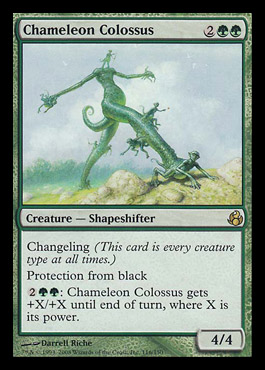 Chameleon Colossus 2
Creature — Shapeshifter
Changeling (This card is every creature
type at all times.)
Protection from black
2: Chameleon Colossus gets
+X/+X until end of turn, where X is
its power.
Darrell Riche
4/4